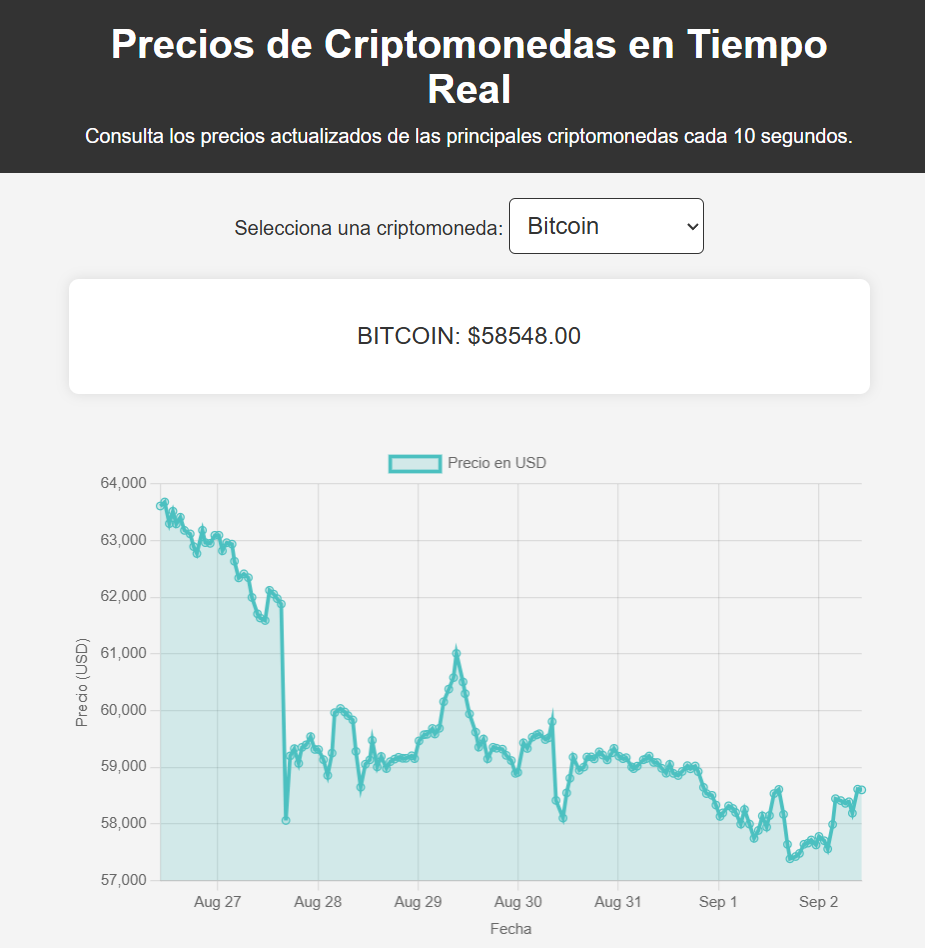 Precios de Criptomonedas en Tiempo
Real
Consulta los precios actualizados de las principales criptomonedas cada 10 segundos.
Selecciona una criptomoneda: Bitcoin
BITCOIN: $58548.00
Precio en USD
64,000
63,000
62,000
61,000
60,000
59,000
58,000
57,000
Precio (USD)
Aug 27 Aug 28 Aug 29 Aug 30 Aug 31 Sep 1 Sep 2
Fecha